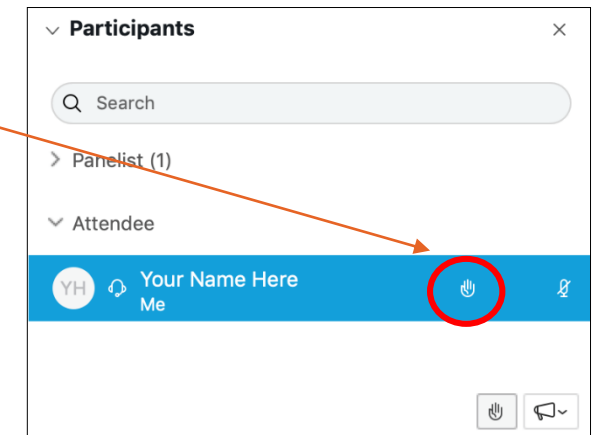 Participants
Search
Panelist (1)
Attendee
YH Your Name Here
Me